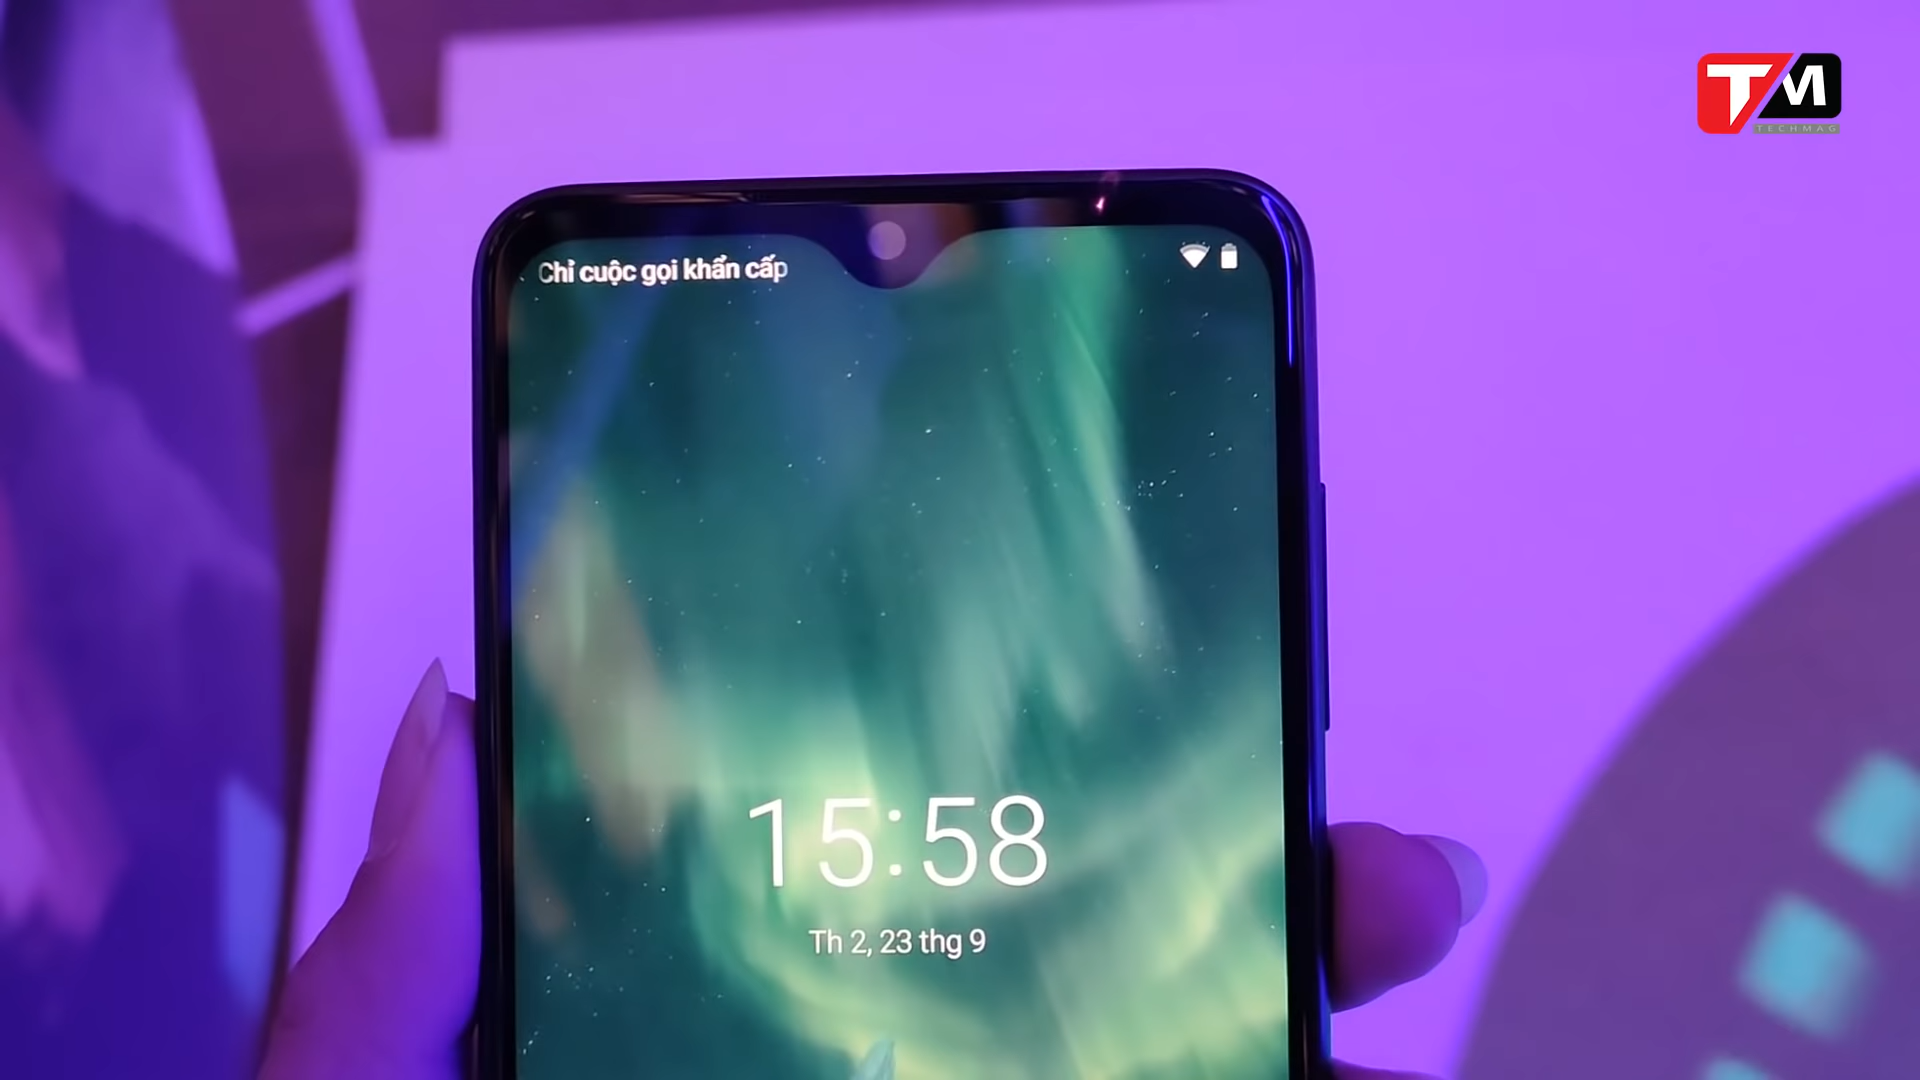 TM
TECHMAG
Chỉ cuộc gọi khẩn cấp
15:58
Th 2, 23 thg 9